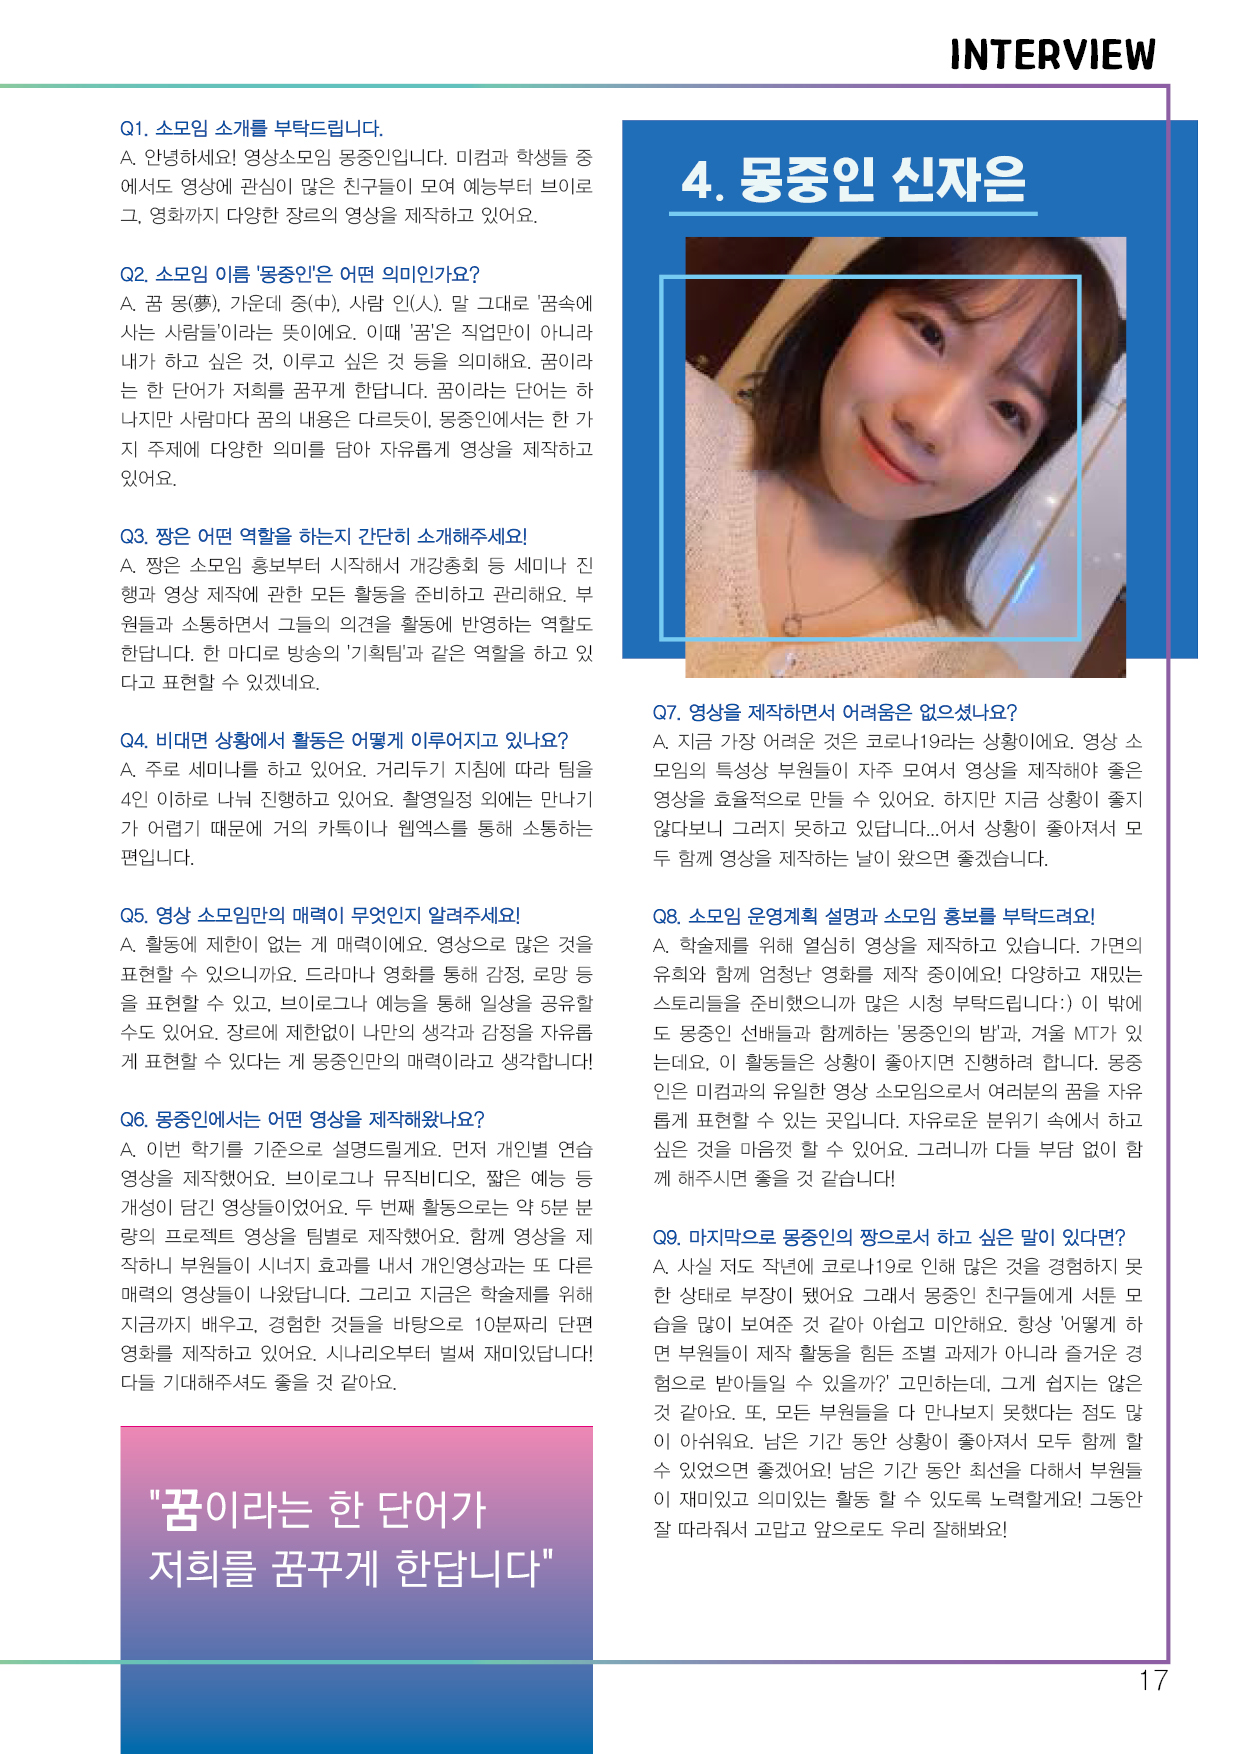 INTERVIEW
Q1. 소모임 소개를 부탁드립니다.
A. 안녕하세요! 영상소모임 몽중인입니다. 미컴과 학생들 중
에서도 영상에 관심이 많은 친구들이 모여 예능부터 브이로
그, 영화까지 다양한 장르의 영상을 제작하고 있어요.
Q2. 소모임 이름 '몽중인'은 어떤 의미인가요?
A. 꿈 몽(夢), 가운데 중(中), 사람 인(人). 말 그대로 '꿈속에
사는 사람들'이라는 뜻이에요. 이때 '꿈'은 직업만이 아니라
내가 하고 싶은 것, 이루고 싶은 것 등을 의미해요. 꿈이라
는 한 단어가 저희를 꿈꾸게 한답니다. 꿈이라는 단어는 하
나지만 사람마다 꿈의 내용은 다르듯이, 몽중인에서는 한 가
지 주제에 다양한 의미를 담아 자유롭게 영상을 제작하고
있어요.
Q3. 짱은 어떤 역할을 하는지 간단히 소개해주세요!
A. 짱은 소모임 홍보부터 시작해서 개강총회 등 세미나 진
행과 영상 제작에 관한 모든 활동을 준비하고 관리해요. 부
원들과 소통하면서 그들의 의견을 활동에 반영하는 역할도
한답니다. 한 마디로 방송의 '기획팀'과 같은 역할을 하고 있
다고 표현할 수 있겠네요.
Q4. 비대면 상황에서 활동은 어떻게 이루어지고 있나요?
A. 주로 세미나를 하고 있어요. 거리두기 지침에 따라 팀을
4인 이하로 나눠 진행하고 있어요. 촬영일정 외에는 만나기
가 어렵기 때문에 거의 카톡이나 웹엑스를 통해 소통하는
편입니다.
Q5. 영상 소모임만의 매력이 무엇인지 알려주세요!
A. 활동에 제한이 없는 게 매력이에요. 영상으로 많은 것을
표현할 수 있으니까요. 드라마나 영화를 통해 감정, 로망 등
을 표현할 수 있고, 브이로그나 예능을 통해 일상을 공유할
수도 있어요. 장르에 제한없이 나만의 생각과 감정을 자유롭
게 표현할 수 있다는 게 몽중인만의 매력이라고 생각합니다!
Q6. 몽중인에서는 어떤 영상을 제작해왔나요?
A. 이번 학기를 기준으로 설명드릴게요. 먼저 개인별 연습
영상을 제작했어요. 브이로그나 뮤직비디오, 짧은 예능 등
개성이 담긴 영상들이었어요. 두 번째 활동으로는 약 5분 분
량의 프로젝트 영상을 팀별로 제작했어요. 함께 영상을 제
작하니 부원들이 시너지 효과를 내서 개인영상과는 또 다른
매력의 영상들이 나왔답니다. 그리고 지금은 학술제를 위해
지금까지 배우고, 경험한 것들을 바탕으로 10분짜리 단편
영화를 제작하고 있어요. 시나리오부터 벌써 재미있답니다!
다들 기대해주셔도 좋을 것 같아요.
"꿈이라는 한 단어가
저희를 꿈꾸게 한답니다"
4. 몽중인 신자은
Q7. 영상을 제작하면서 어려움은 없으셨나요?
A. 지금 가장 어려운 것은 코로나19라는 상황이에요. 영상 소
모임의 특성상 부원들이 자주 모여서 영상을 제작해야 좋은
영상을 효율적으로 만들 수 있어요. 하지만 지금 상황이 좋지
않다보니 그러지 못하고 있답니다...어서 상황이 좋아져서 모
두 함께 영상을 제작하는 날이 왔으면 좋겠습니다.
Q8. 소모임 운영계획 설명과 소모임 홍보를 부탁드려요!
A. 학술제를 위해 열심히 영상을 제작하고 있습니다. 가면의
유희와 함께 엄청난 영화를 제작 중이에요! 다양하고 재밌는
스토리들을 준비했으니까 많은 시청 부탁드립니다:) 이 밖에
도 몽중인 선배들과 함께하는 '몽중인의 밤'과, 겨울 MT가 있
는데요, 이 활동들은 상황이 좋아지면 진행하려 합니다. 몽중
인은 미컴과의 유일한 영상 소모임으로서 여러분의 꿈을 자유
롭게 표현할 수 있는 곳입니다. 자유로운 분위기 속에서 하고
싶은 것을 마음껏 할 수 있어요. 그러니까 다들 부담 없이 함
께 해주시면 좋을 것 같습니다!
Q9. 마지막으로 몽중인의 짱으로서 하고 싶은 말이 있다면?
A. 사실 저도 작년에 코로나19로 인해 많은 것을 경험하지 못
한 상태로 부장이 됐어요 그래서 몽중인 친구들에게 서툰 모
습을 많이 보여준 것 같아 아쉽고 미안해요. 항상 '어떻게 하
면 부원들이 제작 활동을 힘든 조별 과제가 아니라 즐거운 경
험으로 받아들일 수 있을까?' 고민하는데, 그게 쉽지는 않은
것 같아요. 또, 모든 부원들을 다 만나보지 못했다는 점도 많
이 아쉬워요. 남은 기간 동안 상황이 좋아져서 모두 함께 할
수 있었으면 좋겠어요! 남은 기간 동안 최선을 다해서 부원들
이 재미있고 의미있는 활동 할 수 있도록 노력할게요! 그동안
잘 따라줘서 고맙고 앞으로도 우리 잘해봐요!
17